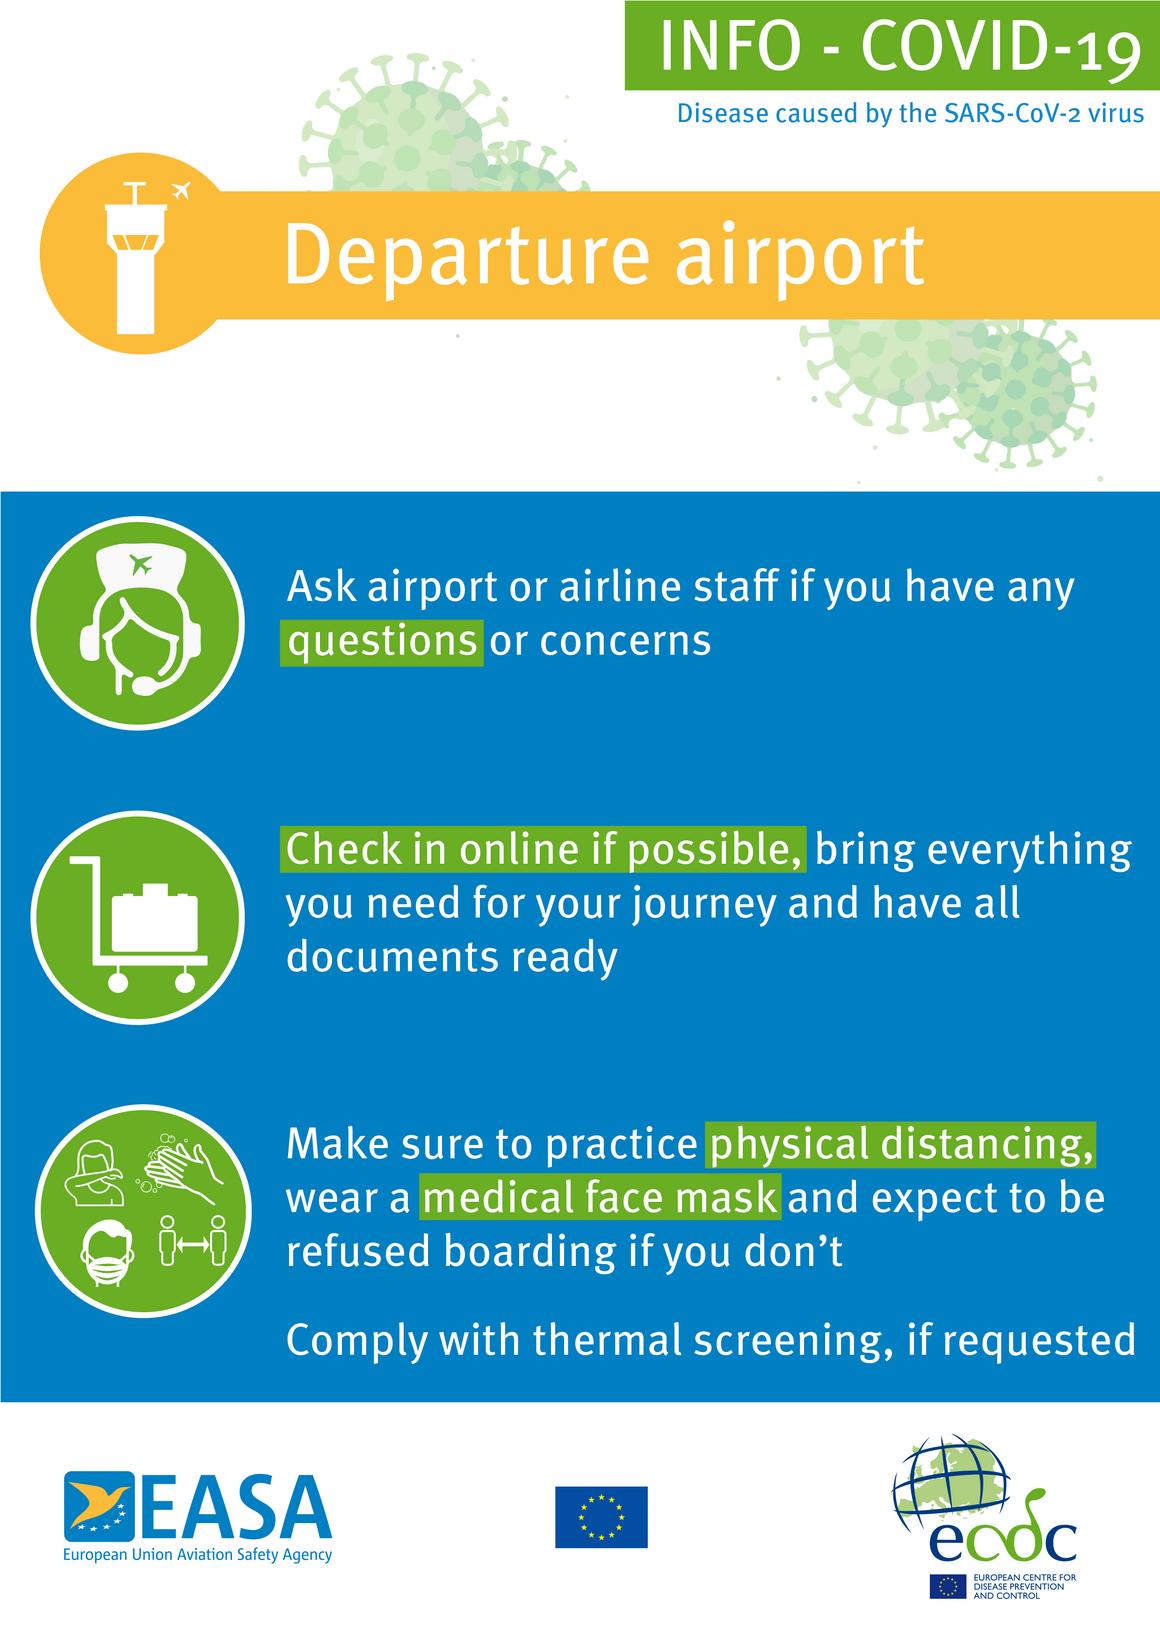 INFO - COVID-19
Disease caused by the SARS-CoV-2 virus
Departure airport
Ask airport or airline staff if you have any
questions or concerns
Check in online if possible, bring everything
you need for your journey and have all
documents ready
Make sure to practice physical distancing,
wear a medical face mask and expect to be
refused boarding if you don’t
Comply with thermal screening, if requested
EASA
European Union Aviation Safety Agency
ecdc
EUROPEAN CENTRE FOR
DISEASE PREVENTION
AND CONTROL